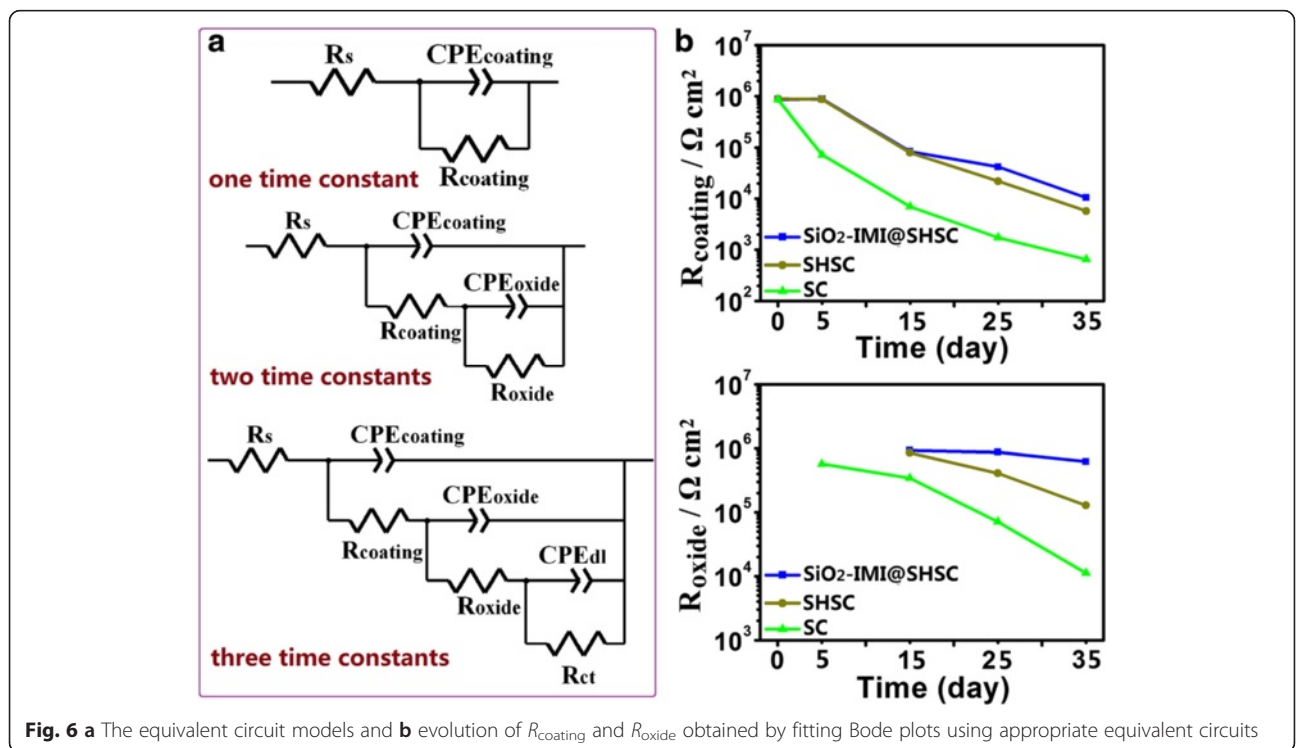 a
Rs CPEcoating
Rcoating
one time constant
Rs CPEcoating
CPEoxide
Rcoating
Roxide
two time constants
Rs CPEcoating
CPEoxide
Rcoating
CPEdl
Roxide
Rct
three time constants
b
Rcoating / Ω cm²
10⁷
10⁶
10⁵
10⁴
10³
10²
SiO2-IMI@SHSC
SHSC
SC
0 5 15 25 35
Time (day)
Roxide / Ω cm²
10⁷
10⁶
10⁵
10⁴
10³
SiO2-IMI@SHSC
SHSC
SC
0 5 15 25 35
Time (day)
Fig. 6 a The equivalent circuit models and b evolution of Rcoating and Roxide obtained by fitting Bode plots using appropriate equivalent circuits